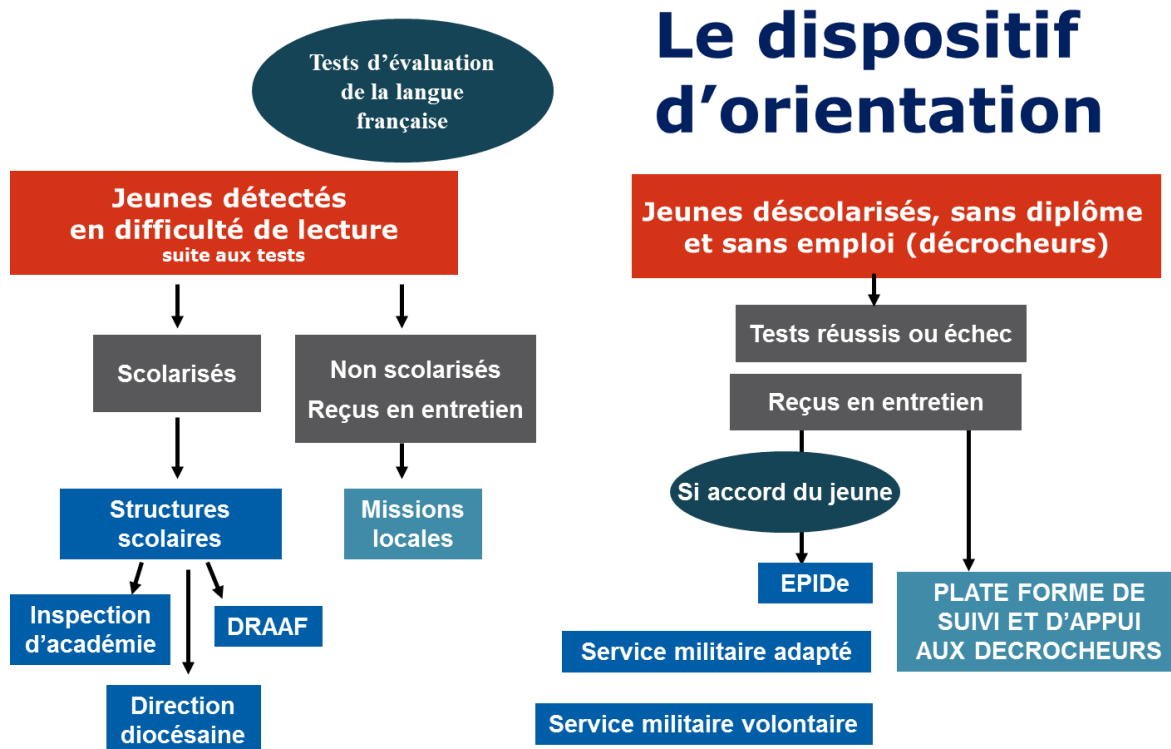 Le dispositif
d’orientation
Tests d’évaluation
de la langue
française
Jeunes détectés
en difficulté de lecture
suite aux tests
Scolarisés
Non scolarisés
Reçus en entretien
Structures
scolaires
Missions
locales
Inspection
d’académie
DRAAF
Direction
diocésaine
Jeunes déscolarisés, sans diplôme
et sans emploi (décrocheurs)
Tests réussis ou échec
Reçus en entretien
Si accord du jeune
EPIDe
Service militaire adapté
Service militaire volontaire
PLATE FORME DE
SUIVI ET D’APPUI
AUX DECROCHEURS